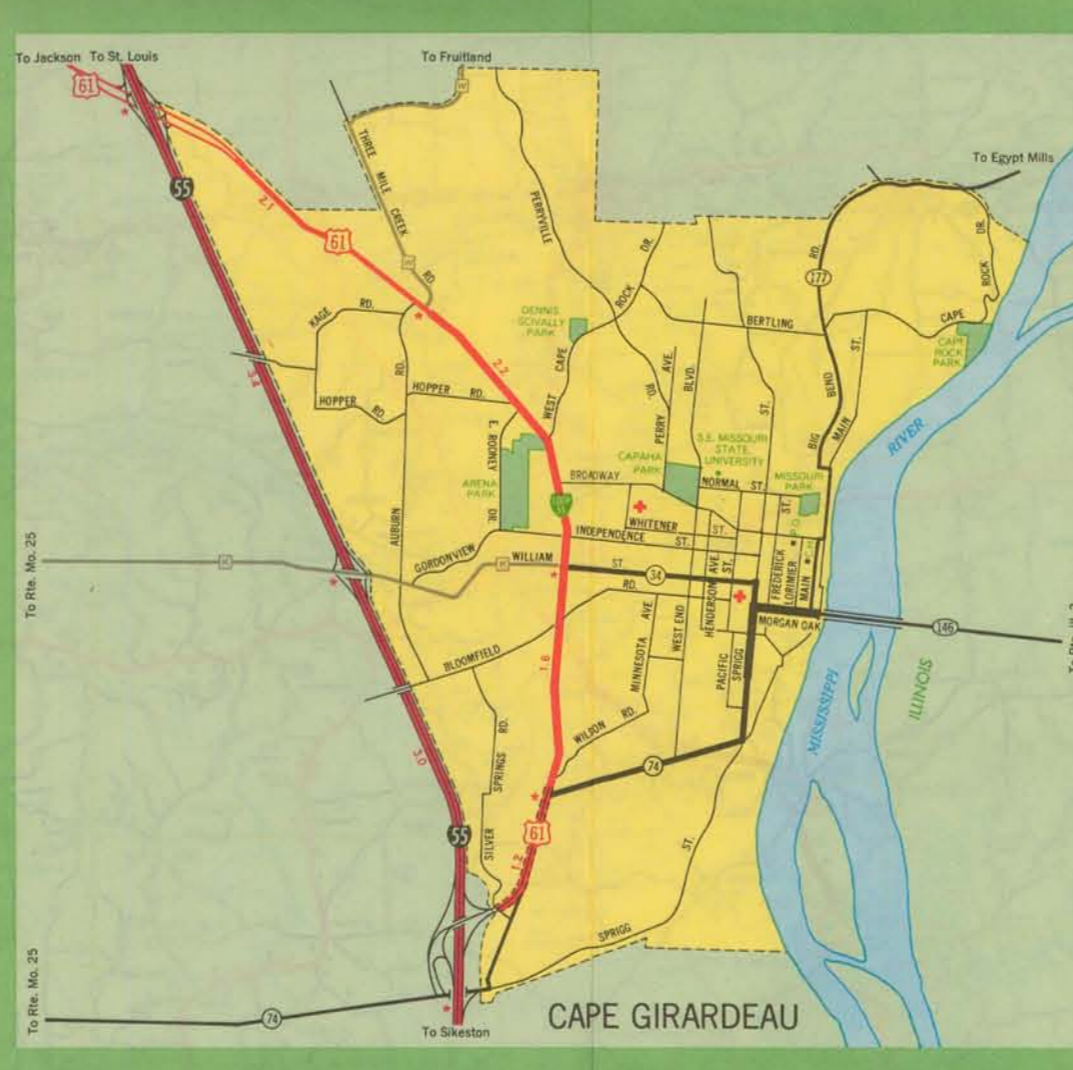 To Jackson
To St. Louis
To Fruitland
61
W
To Egypt Mills
55
THREE MILE CREEK RD.
2.1
61
PERRYVILLE RD.
177
CAPE ROCK DR.
KAGE RD.
DENNIS
SCIVALLY
PARK
WEST CAPE ROCK DR.
BERTLING
CAPE
ROCK
PARK
2.2
HOPPER RD.
HOPPER RD.
PERRY AVE.
BLVD.
ST.
BIG BEND RD.
MAIN ST.
RIVER
E. RODNEY DR.
ARENA
PARK
CAPAHA
PARK
S.E. MISSOURI
STATE
UNIVERSITY
MISSOURI
PARK
BROADWAY
NORMAL ST.
WHITENER ST.
INDEPENDENCE ST.
P.O.
AUBURN RD.
GORDONVIEW
K
K
WILLIAM ST.
34
FREDERICK
LORIMIER ST.
MAIN
To Rte. Mo. 25
HENDERSON AVE.
MORGAN OAK
146
BLOOMFIELD RD.
MINNESOTA AVE
WEST END
PACIFIC ST.
SPRIGG
1.6
ILLINOIS
MISSISSIPPI
WILSON RD.
3.0
SILVER SPRINGS RD.
74
55
61
1.2
SPRIGG ST.
To Rte. Mo. 25
74
To Sikeston
CAPE GIRARDEAU